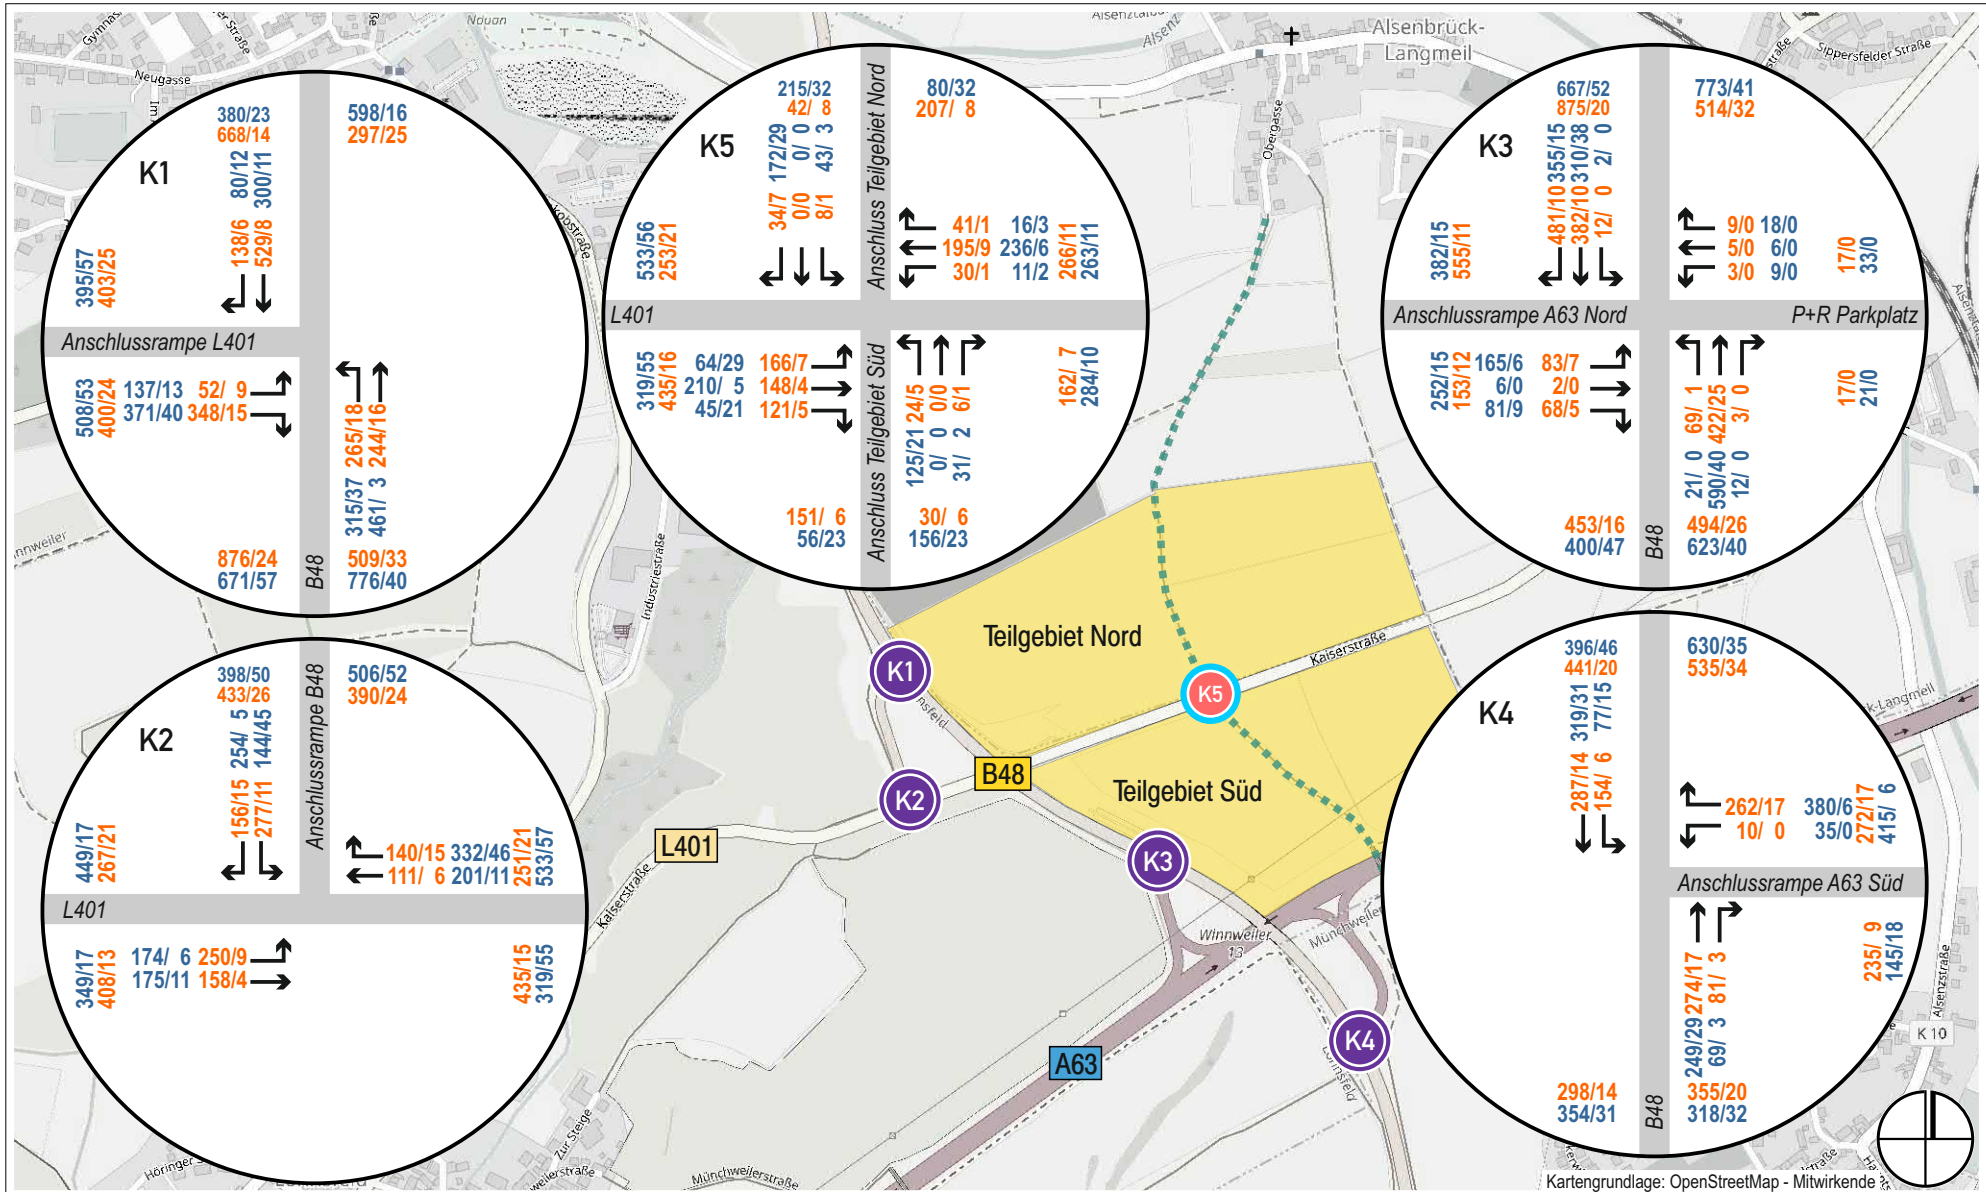 K1
380/23
668/14
80/12
300/11
138/6
529/8
598/16
297/25
395/57
403/25
Anschlussrampe L401
508/53
400/24
137/13 52/ 9
371/40 348/15
315/37 265/18
461/ 3 244/16
876/24
671/57
B48
509/33
776/40
K5
215/32
42/ 8
172/29
0/ 0
43/ 3
34/7
0/0
8/1
Anschluss Teilgebiet Nord
80/32
207/ 8
533/56
253/21
41/1 16/3
195/9 236/6
30/1 11/2
266/11
263/11
L401
319/55
435/16
64/29 166/7
210/ 5 148/4
45/21 121/5
Anschluss Teilgebiet Süd
125/21 24/5
0/ 0 0/0
31/ 2 6/1
162/ 7
284/10
151/ 6
56/23
30/ 6
156/23
K3
667/52
875/20
481/10 355/15
382/10 310/38
12/ 0 2/ 0
773/41
514/32
382/15
555/11
9/0 18/0
5/0 6/0
3/0 9/0
17/0
33/0
Anschlussrampe A63 Nord
P+R Parkplatz
252/15
153/12
165/6 83/7
6/0 2/0
81/9 68/5
21/ 0 69/ 1
590/40 422/25
12/ 0 3/ 0
17/0
21/0
453/16
400/47
B48
494/26
623/40
K2
398/50
433/26
254/ 5
144/45
156/15
277/11
Anschlussrampe B48
506/52
390/24
449/17
267/21
140/15 332/46
111/ 6 201/11
251/21
533/57
L401
349/17
408/13
174/ 6 250/9
175/11 158/4
435/15
319/55
K4
396/46
441/20
287/14 319/31
154/ 6 77/15
630/35
535/34
262/17 380/6
10/ 0 35/0
272/17
415/ 6
Anschlussrampe A63 Süd
249/29 274/17
69/ 3 81/ 3
235/ 9
145/18
298/14
354/31
B48
355/20
318/32
Teilgebiet Nord
Teilgebiet Süd
K1
K2
K3
K4
K5
B48
L401
A63
Neugasse
Alsenbrück-
Langmeil
Alsenz
Sippersfelder Straße
Obergasse
Industriestraße
Kaiserstraße
Kaiserstraße
Winnweiler
13
Münchweiler
Münchweilerstraße
Zur Steige
Alsenzstraße
K 10
Kartengrundlage: OpenStreetMap - Mitwirkende